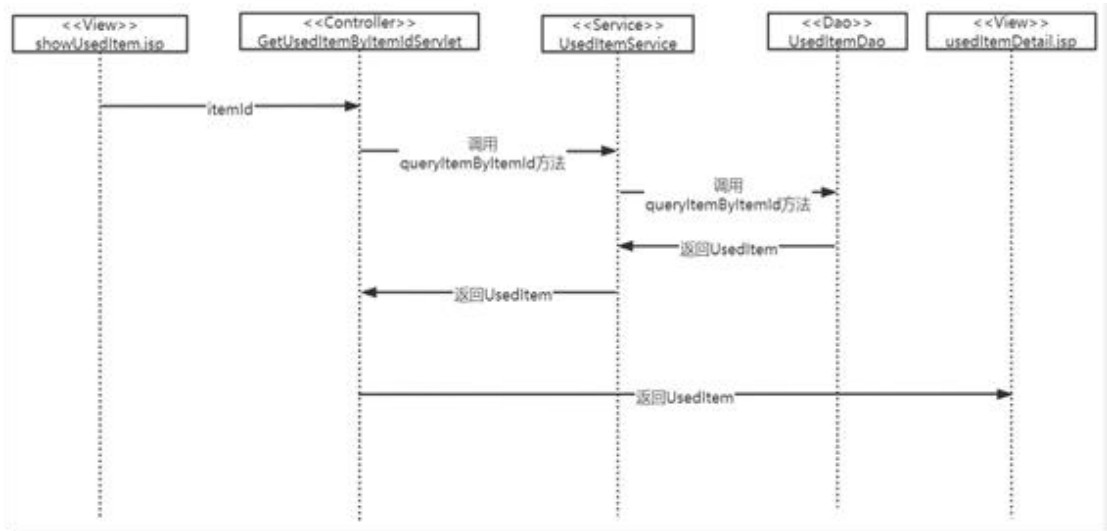 <<View>>
showUsedItem.jsp
<<Controller>>
GetUsedItemByItemIdServlet
<<Service>>
UsedItemService
<<Dao>>
UsedItemDao
<<View>>
usedItemDetail.jsp
itemId
调用
queryItemByItemId方法
调用
queryItemByItemId方法
返回UsedItem
返回UsedItem
返回UsedItem